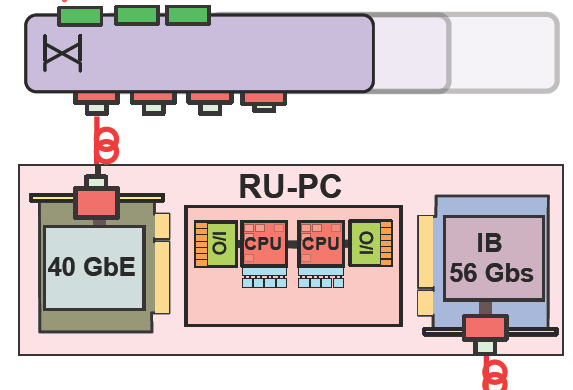 RU-PC
40 GbE
I/O
CPU
CPU
I/O
IB
56 Gbs